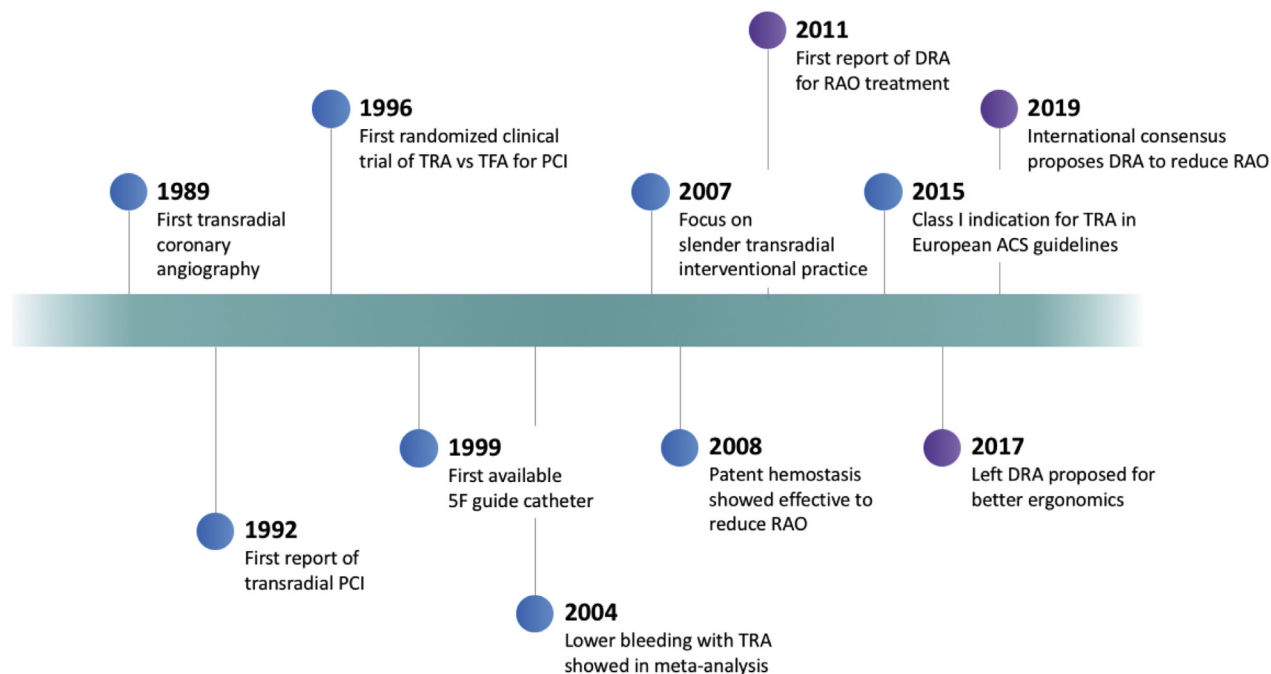 2011
First report of DRA
for RAO treatment
1996
First randomized clinical
trial of TRA vs TFA for PCI
2019
International consensus
proposes DRA to reduce RAO
1989
First transradial
coronary
angiography
2007
Focus on
slender transradial
interventional practice
2015
Class I indication for TRA in
European ACS guidelines
1999
First available
5F guide catheter
2008
Patent hemostasis
showed effective to
reduce RAO
2017
Left DRA proposed for
better ergonomics
1992
First report of
transradial PCI
2004
Lower bleeding with TRA
showed in meta-analysis